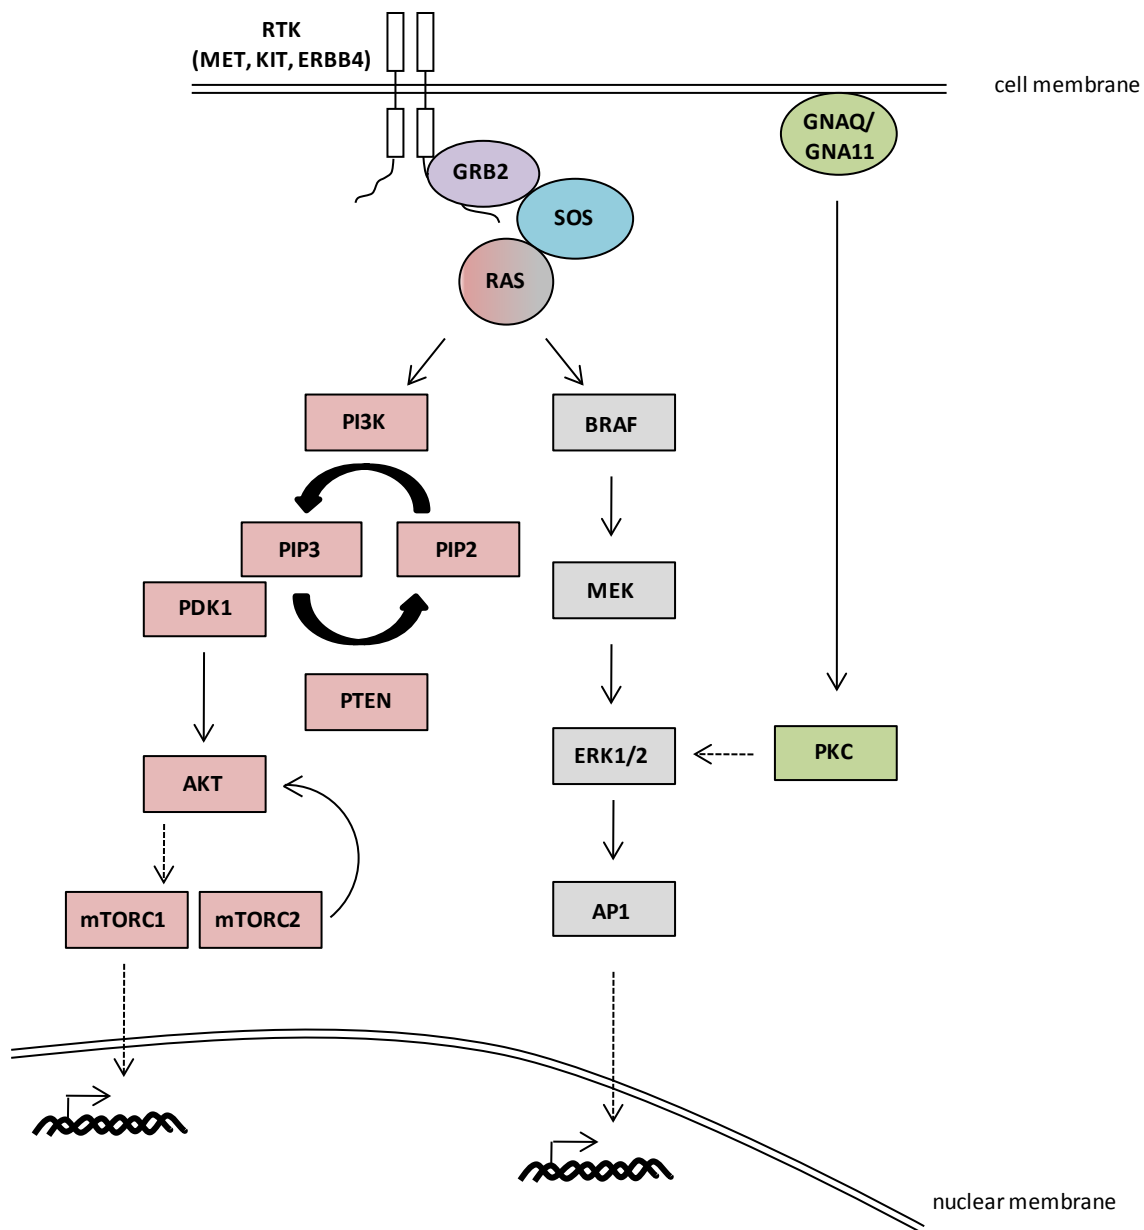 RTK
(MET, KIT, ERBB4)
cell membrane
GNAQ/
GNA11
GRB2
SOS
RAS
PI3K
BRAF
PIP3
PIP2
MEK
PDK1
PTEN
ERK1/2
PKC
AKT
mTORC1
mTORC2
AP1
nuclear membrane